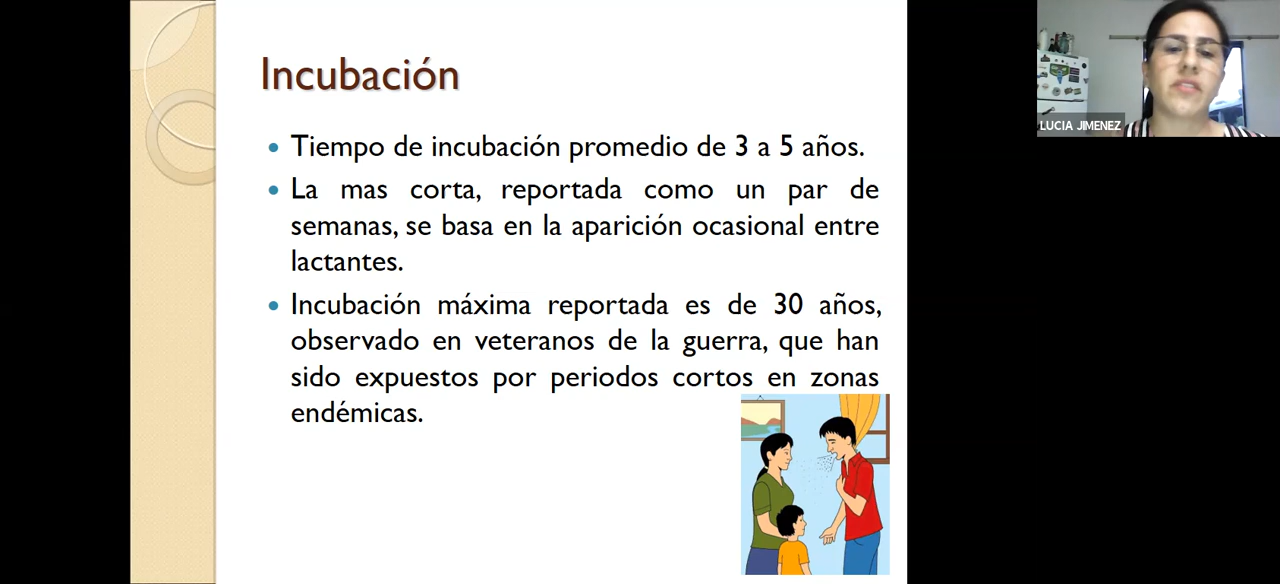 Incubación
Tiempo de incubación promedio de 3 a 5 años.
La mas corta, reportada como un par de
semanas, se basa en la aparición ocasional entre
lactantes.
Incubación máxima reportada es de 30 años,
observado en veteranos de la guerra, que han
sido expuestos por periodos cortos en zonas
endémicas.
LUCIA JIMENEZ